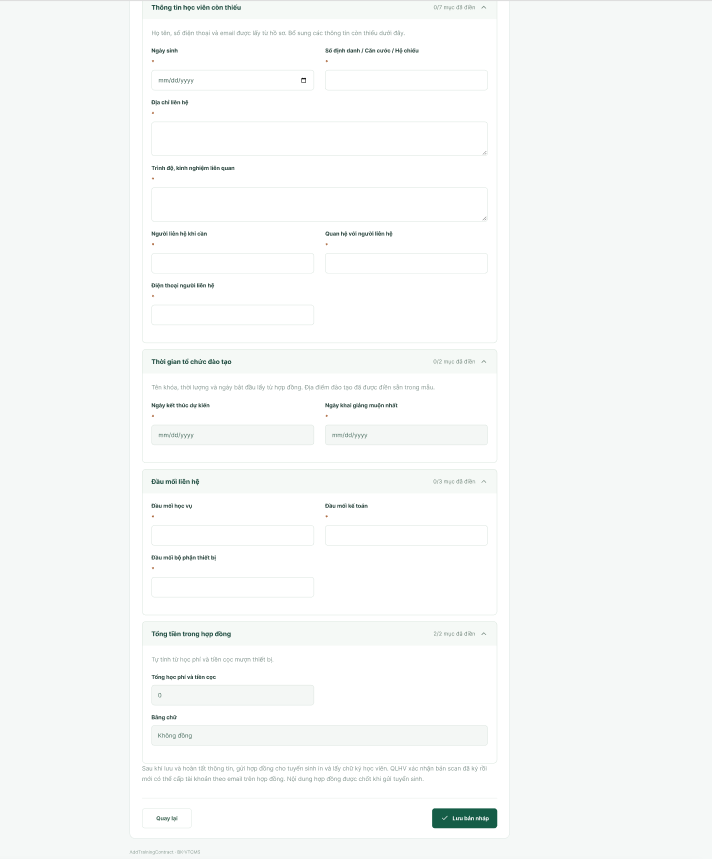 Thông tin học viên còn thiếu 0/7 mục đã điền
Họ tên, số điện thoại và email được lấy từ hồ sơ. Bổ sung các thông tin còn thiếu dưới đây.
Ngày sinh Số định danh / Căn cước / Hộ chiếu
* *
mm/dd/yyyy
Địa chỉ liên hệ
*
Trình độ, kinh nghiệm liên quan
*
Người liên hệ khi cần Quan hệ với người liên hệ
* *
Điện thoại người liên hệ
*
Thời gian tổ chức đào tạo 0/2 mục đã điền
Tên khóa, thời lượng và ngày bắt đầu lấy từ hợp đồng. Địa điểm đào tạo đã được điền sẵn trong mẫu.
Ngày kết thúc dự kiến Ngày khai giảng muộn nhất
* *
mm/dd/yyyy mm/dd/yyyy
Đầu mối liên hệ 0/3 mục đã điền
Đầu mối học vụ Đầu mối kế toán
* *
Đầu mối bộ phận thiết bị
*
Tổng tiền trong hợp đồng 2/2 mục đã điền
Tự tính từ học phí và tiền cọc mượn thiết bị.
Tổng học phí và tiền cọc
0
Bằng chữ
Không đồng
Sau khi lưu và hoàn tất thông tin, gửi hợp đồng cho tuyển sinh in và lấy chữ ký học viên. QLHV xác nhận bản scan đã ký rồi
mới có thể cấp tài khoản theo email trên hợp đồng. Nội dung hợp đồng được chốt khi gửi tuyển sinh.
Quay lại Lưu bản nháp
AddTrainingContract